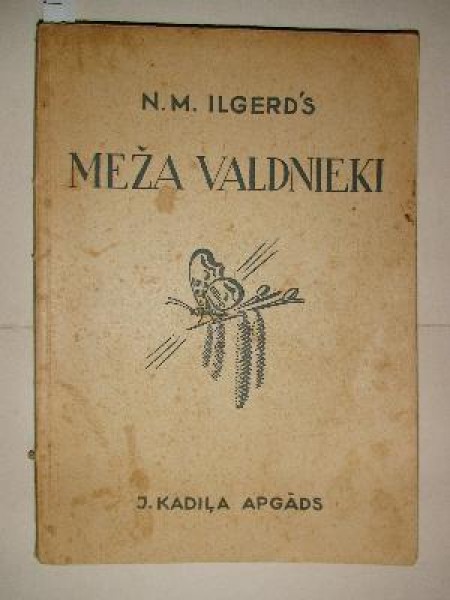 N. M. ILGERD'S
MEŽA VALDNIEKI
J. KADIĻA APGĀDS